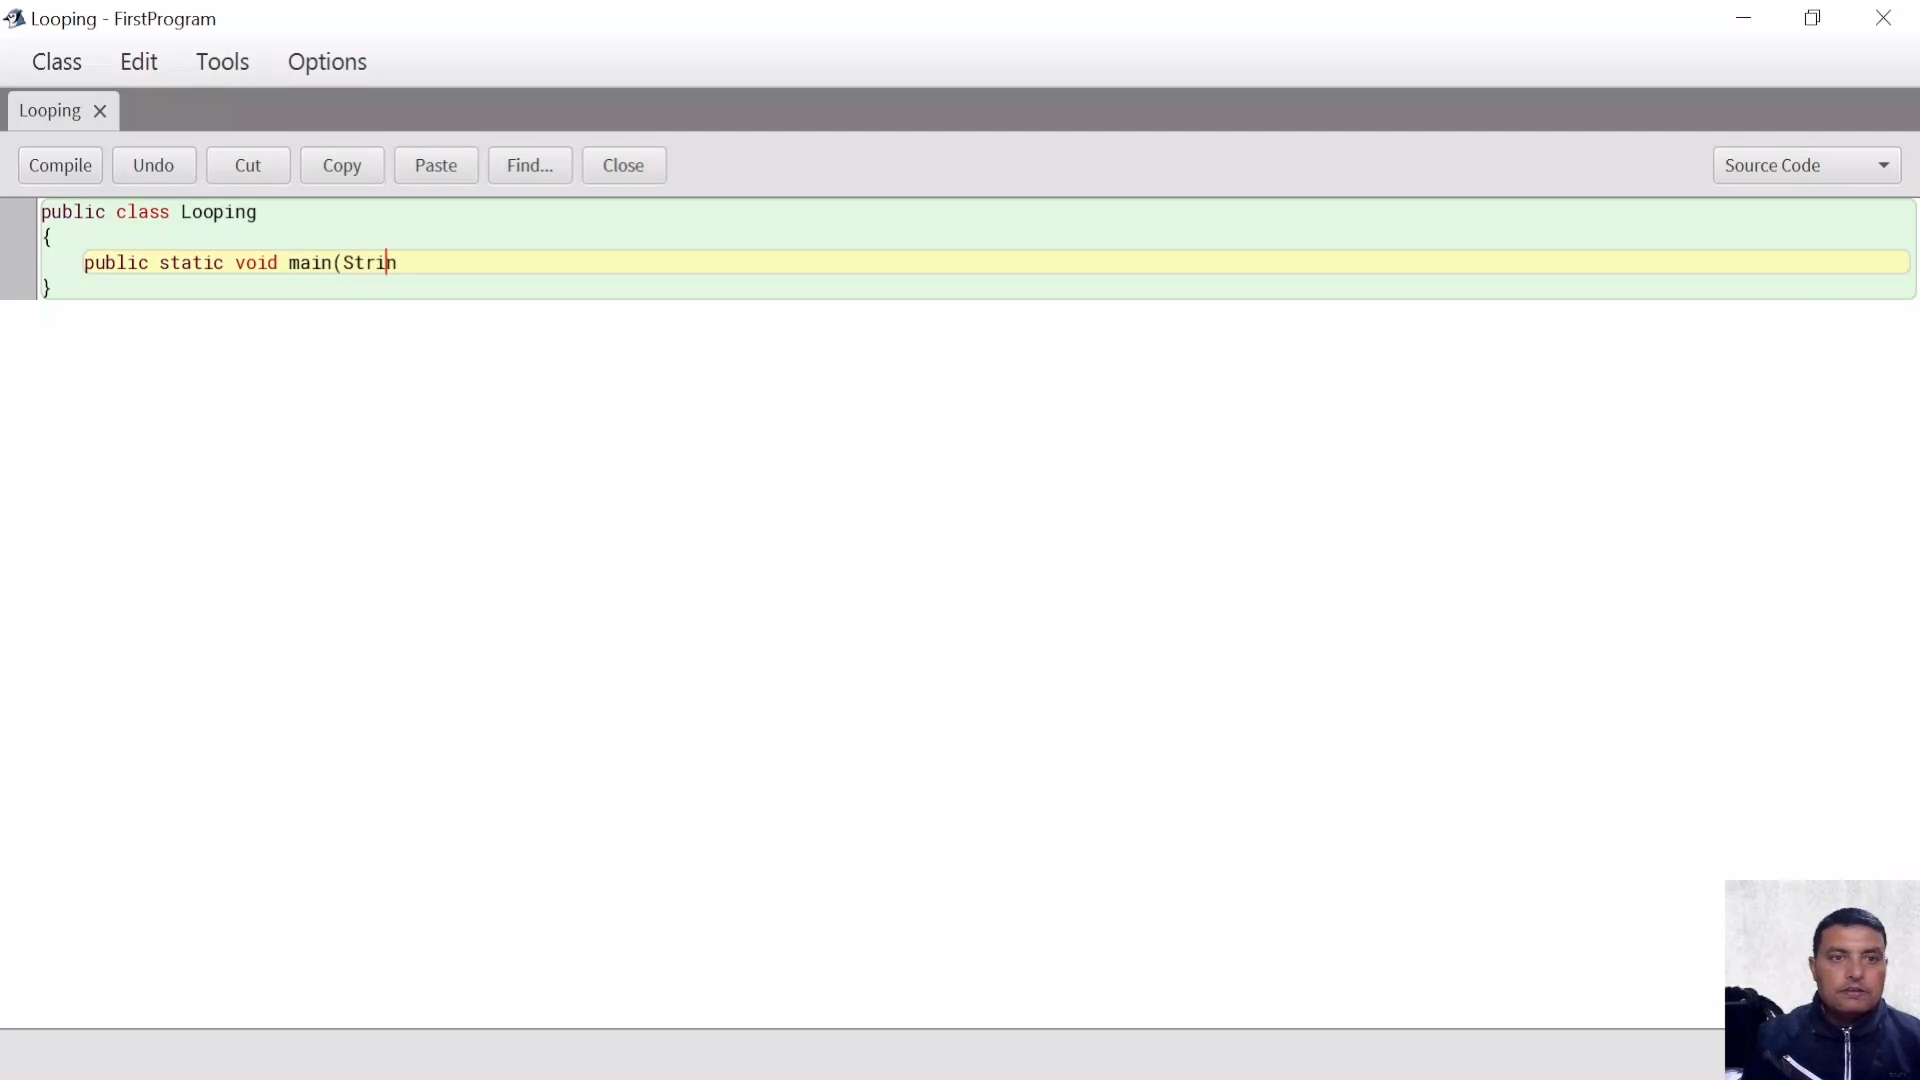 Looping - FirstProgram
Class Edit Tools Options
Looping
Compile Undo Cut Copy Paste Find... Close Source Code
public class Looping
{
public static void main(Strin
}